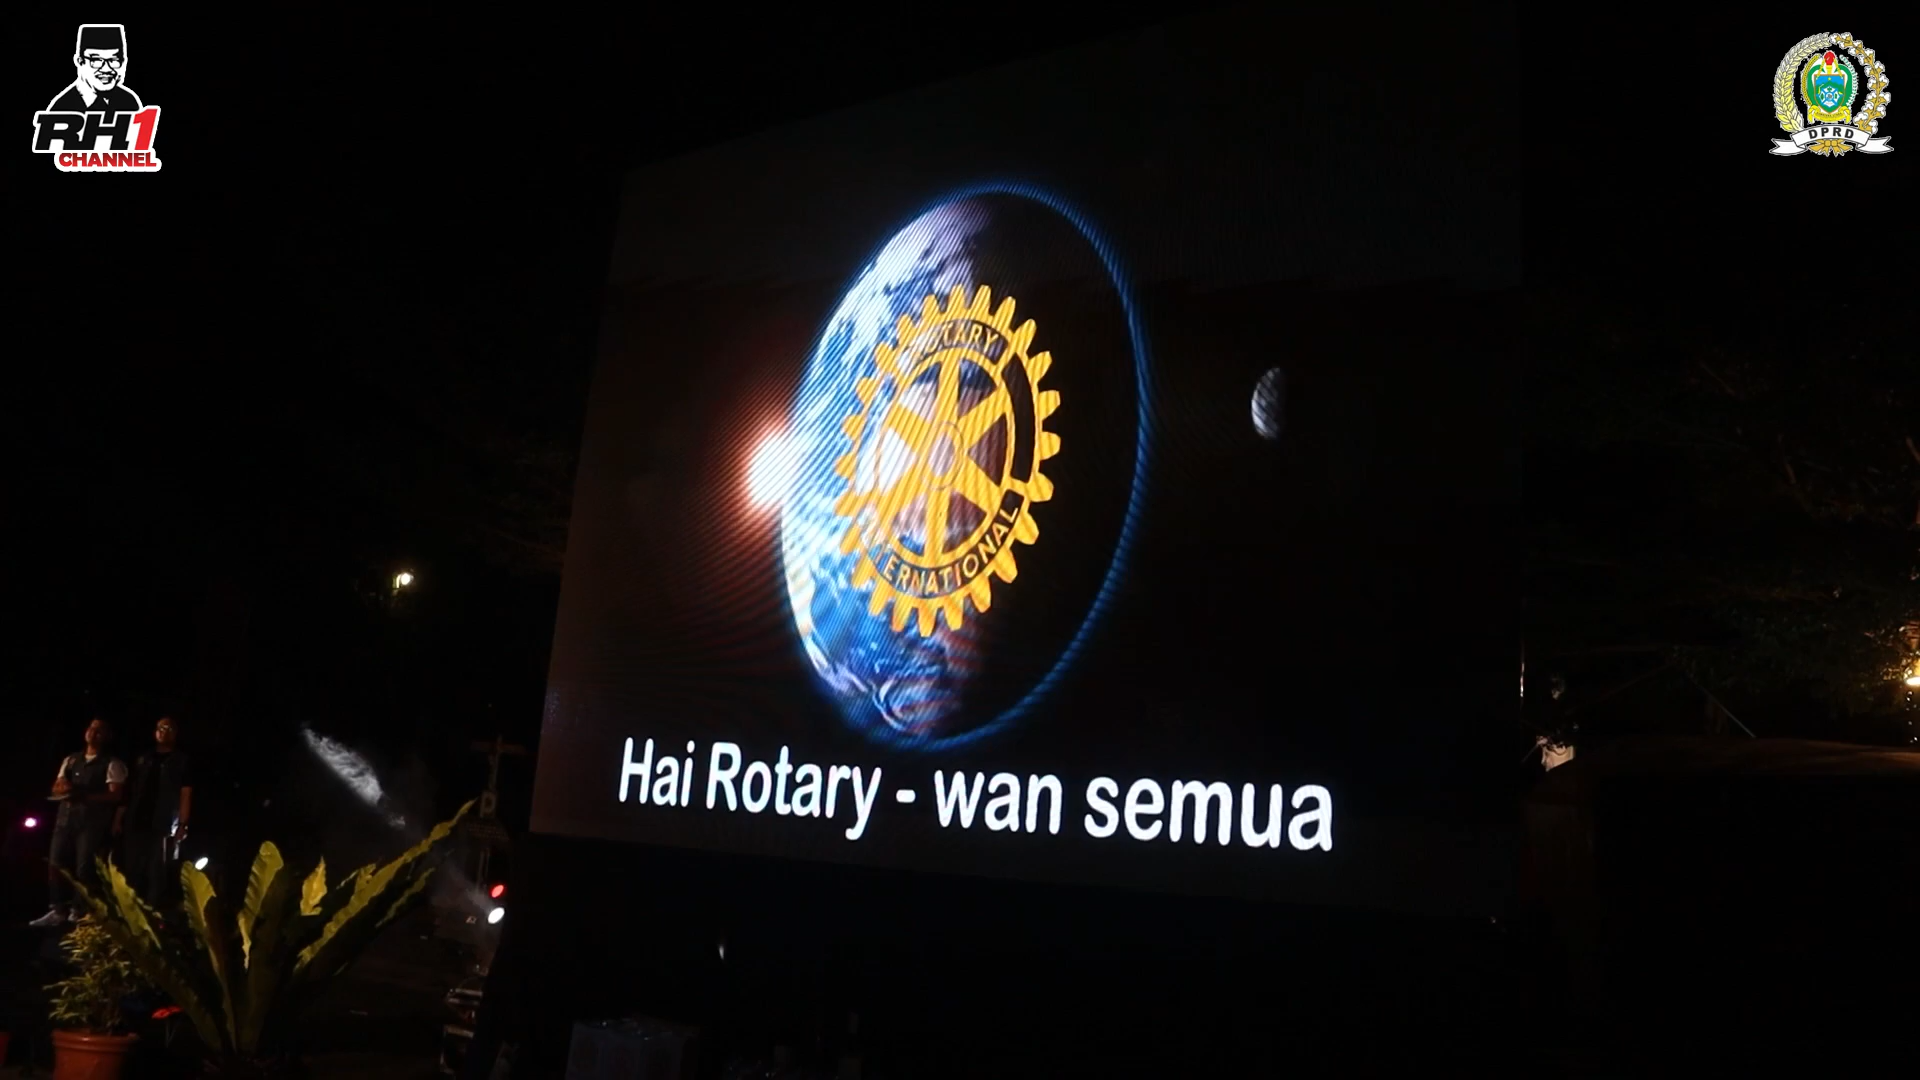 RH1
CHANNEL
DPRD
ROTARY
INTERNATIONAL
Hai Rotary - wan semua